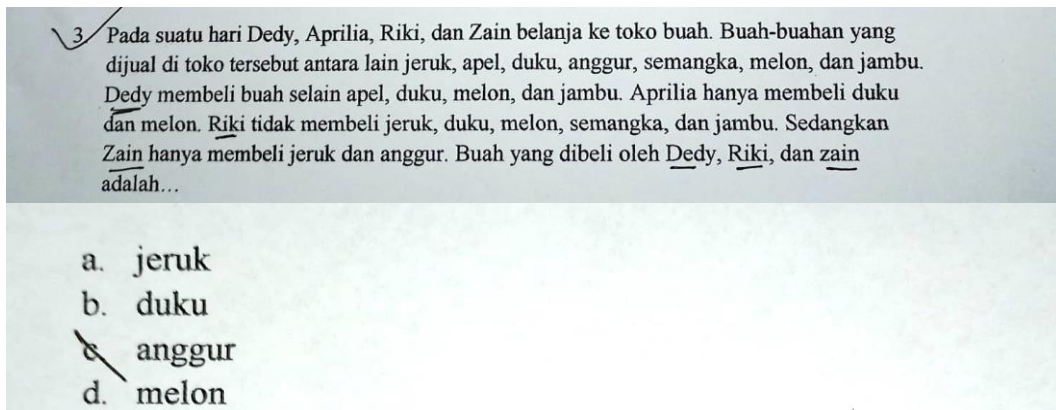 3. Pada suatu hari Dedy, Aprilia, Riki, dan Zain belanja ke toko buah. Buah-buahan yang
dijual di toko tersebut antara lain jeruk, apel, duku, anggur, semangka, melon, dan jambu.
Dedy membeli buah selain apel, duku, melon, dan jambu. Aprilia hanya membeli duku
dan melon. Riki tidak membeli jeruk, duku, melon, semangka, dan jambu. Sedangkan
Zain hanya membeli jeruk dan anggur. Buah yang dibeli oleh Dedy, Riki, dan zain
adalah...
a. jeruk
b. duku
c. anggur
d. melon